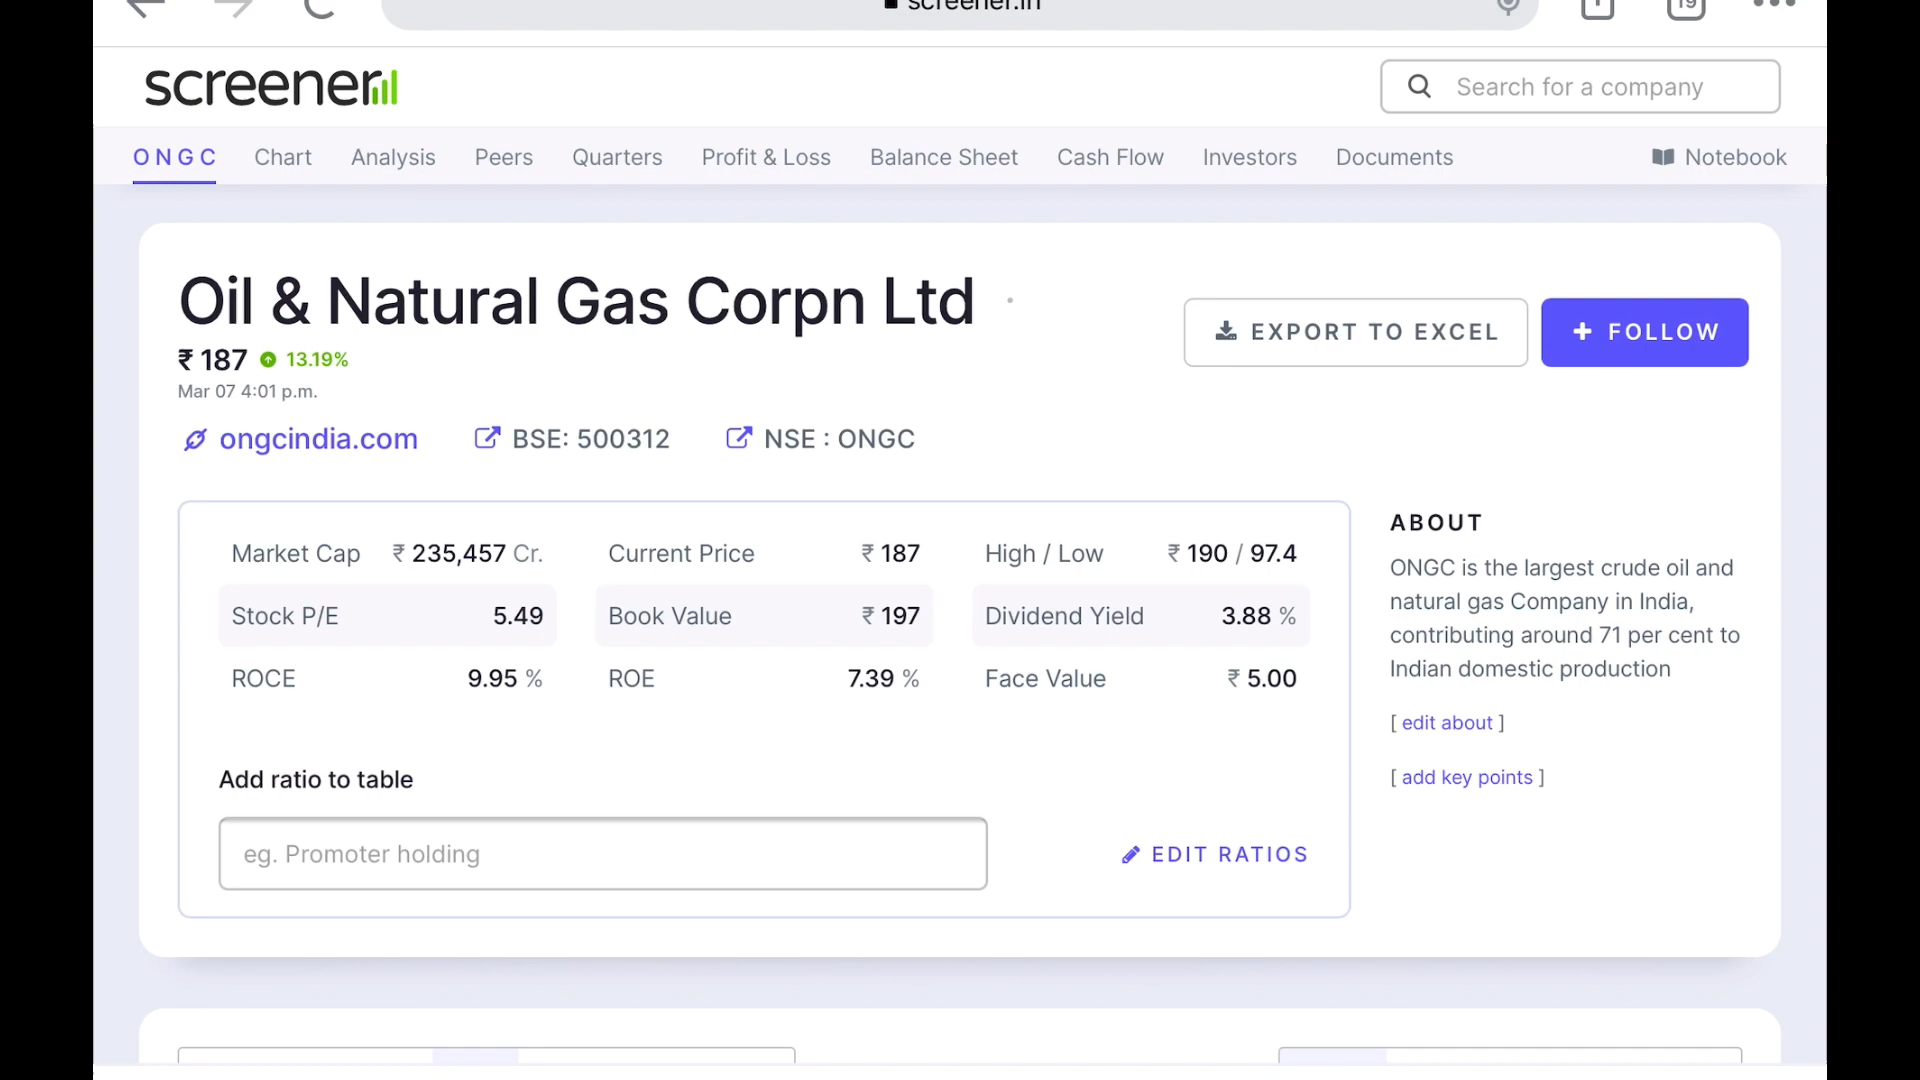 screener.in
19
screener
Search for a company
ONGC Chart Analysis Peers Quarters Profit & Loss Balance Sheet Cash Flow Investors Documents Notebook
Oil & Natural Gas Corpn Ltd
EXPORT TO EXCEL
+ FOLLOW
₹ 187 13.19%
Mar 07 4:01 p.m.
ongcindia.com BSE: 500312 NSE : ONGC
Market Cap ₹ 235,457 Cr. Current Price ₹ 187 High / Low ₹ 190 / 97.4
Stock P/E 5.49 Book Value ₹ 197 Dividend Yield 3.88 %
ROCE 9.95 % ROE 7.39 % Face Value ₹ 5.00
Add ratio to table
eg. Promoter holding
EDIT RATIOS
ABOUT
ONGC is the largest crude oil and
natural gas Company in India,
contributing around 71 per cent to
Indian domestic production
[ edit about ]
[ add key points ]